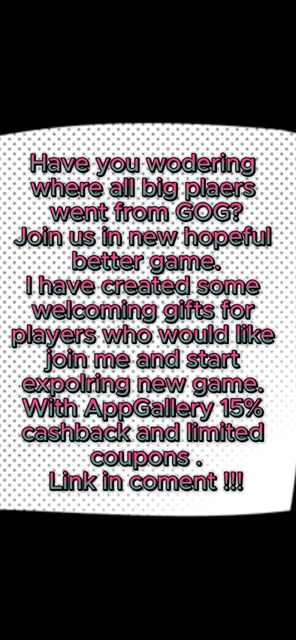 Have you wodering
where all big plaers
went from GOG?
Join us in new hopeful
better game.
I have created some
welcoming gifts for
players who would like
join me and start
expolring new game.
With AppGallery 15%
cashback and limited
coupons .
Link in coment !!!